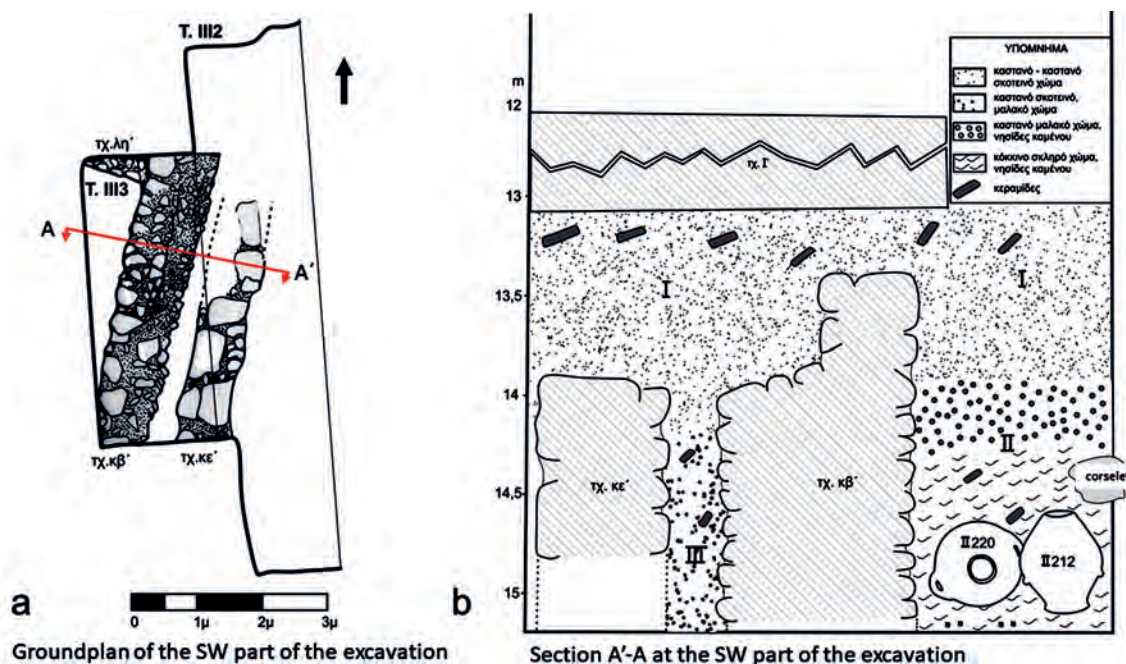 T. III2
τχ.λη΄
T. III3
A
A΄
τχ.κβ΄
τχ.κε΄
a
0 1μ 2μ 3μ
Groundplan of the SW part of the excavation
ΥΠΟΜΝΗΜΑ
καστανό - καστανό
σκοτεινό χώμα
καστανό σκοτεινό,
μαλακό χώμα
καστανό μαλακό χώμα,
νησίδες καμένου
κόκκινο σκληρό χώμα,
νησίδες καμένου
κεραμίδες
m
12
τχ. Γ
13
I
I
13,5
14
II
τχ. κε΄
τχ. κβ΄
corselet
14,5
III
II220
II212
15
b
Section A'-A at the SW part of the excavation